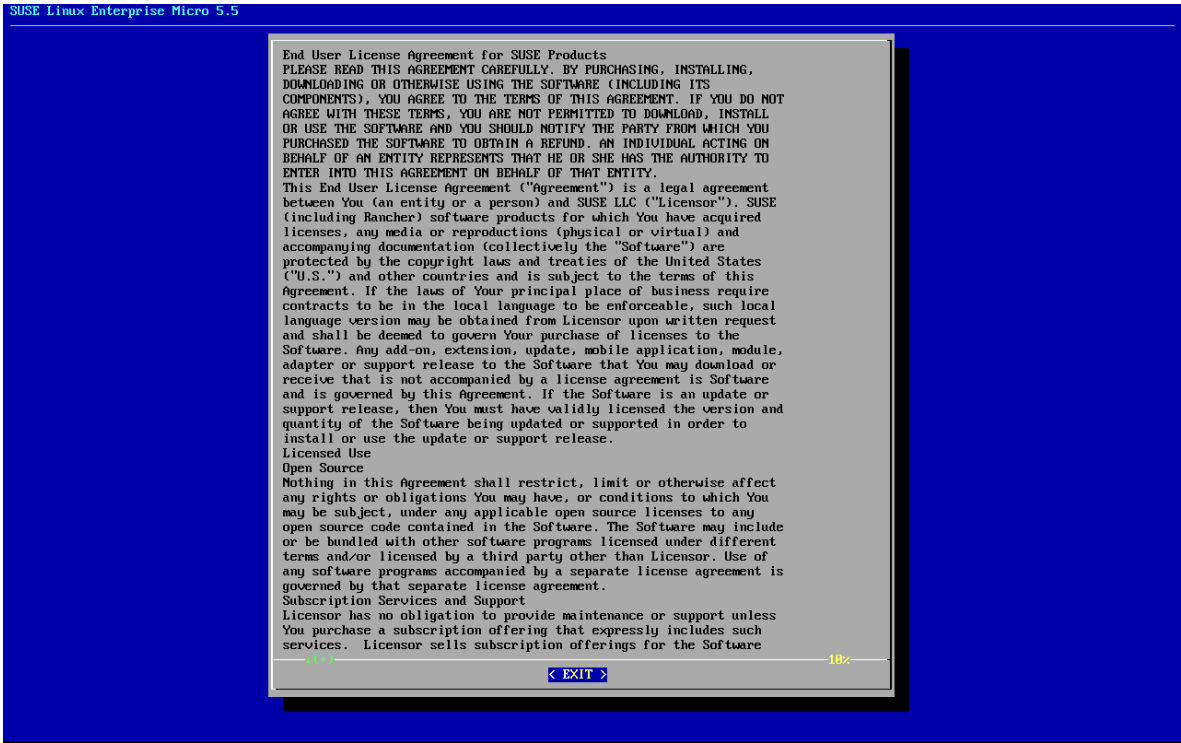 SUSE Linux Enterprise Micro 5.5
End User License Agreement for SUSE Products
PLEASE READ THIS AGREEMENT CAREFULLY. BY PURCHASING, INSTALLING,
DOWNLOADING OR OTHERWISE USING THE SOFTWARE (INCLUDING ITS
COMPONENTS), YOU AGREE TO THE TERMS OF THIS AGREEMENT. IF YOU DO NOT
AGREE WITH THESE TERMS, YOU ARE NOT PERMITTED TO DOWNLOAD, INSTALL
OR USE THE SOFTWARE AND YOU SHOULD NOTIFY THE PARTY FROM WHICH YOU
PURCHASED THE SOFTWARE TO OBTAIN A REFUND. AN INDIVIDUAL ACTING ON
BEHALF OF AN ENTITY REPRESENTS THAT HE OR SHE HAS THE AUTHORITY TO
ENTER INTO THIS AGREEMENT ON BEHALF OF THAT ENTITY.
This End User License Agreement ("Agreement") is a legal agreement
between You (an entity or a person) and SUSE LLC ("Licensor"). SUSE
(including Rancher) software products for which You have acquired
licenses, any media or reproductions (physical or virtual) and
accompanying documentation (collectively the "Software") are
protected by the copyright laws and treaties of the United States
("U.S.") and other countries and is subject to the terms of this
Agreement. If the laws of Your principal place of business require
contracts to be in the local language to be enforceable, such local
language version may be obtained from Licensor upon written request
and shall be deemed to govern Your purchase of licenses to the
Software. Any add-on, extension, update, mobile application, module,
adapter or support release to the Software that You may download or
receive that is not accompanied by a license agreement is Software
and is governed by this Agreement. If the Software is an update or
support release, then You must have validly licensed the version and
quantity of the Software being updated or supported in order to
install or use the update or support release.
Licensed Use
Open Source
Nothing in this Agreement shall restrict, limit or otherwise affect
any rights or obligations You may have, or conditions to which You
may be subject, under any applicable open source licenses to any
open source code contained in the Software. The Software may include
or be bundled with other software programs licensed under different
terms and/or licensed by a third party other than Licensor. Use of
any software programs accompanied by a separate license agreement is
governed by that separate license agreement.
Subscription Services and Support
Licensor has no obligation to provide maintenance or support unless
You purchase a subscription offering that expressly includes such
services.  Licensor sells subscription offerings for the Software
10%
< EXIT >